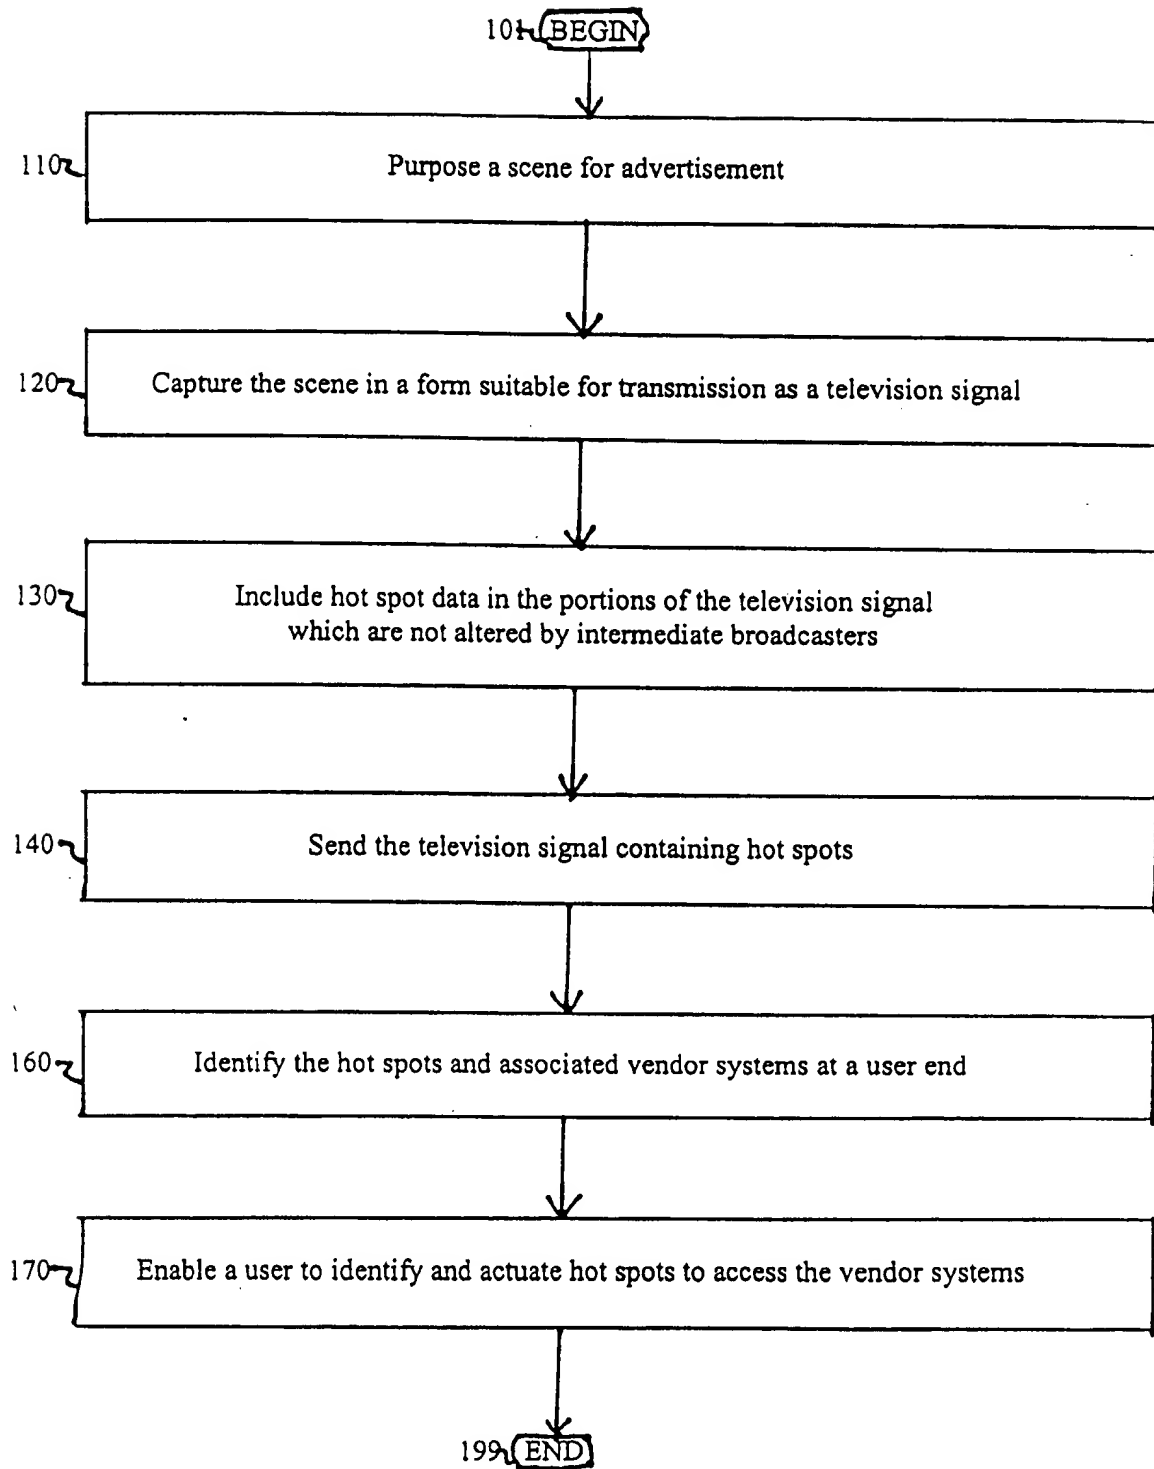 101 BEGIN
110 Purpose a scene for advertisement
120 Capture the scene in a form suitable for transmission as a television signal
130 Include hot spot data in the portions of the television signal
which are not altered by intermediate broadcasters
140 Send the television signal containing hot spots
160 Identify the hot spots and associated vendor systems at a user end
170 Enable a user to identify and actuate hot spots to access the vendor systems
199 END